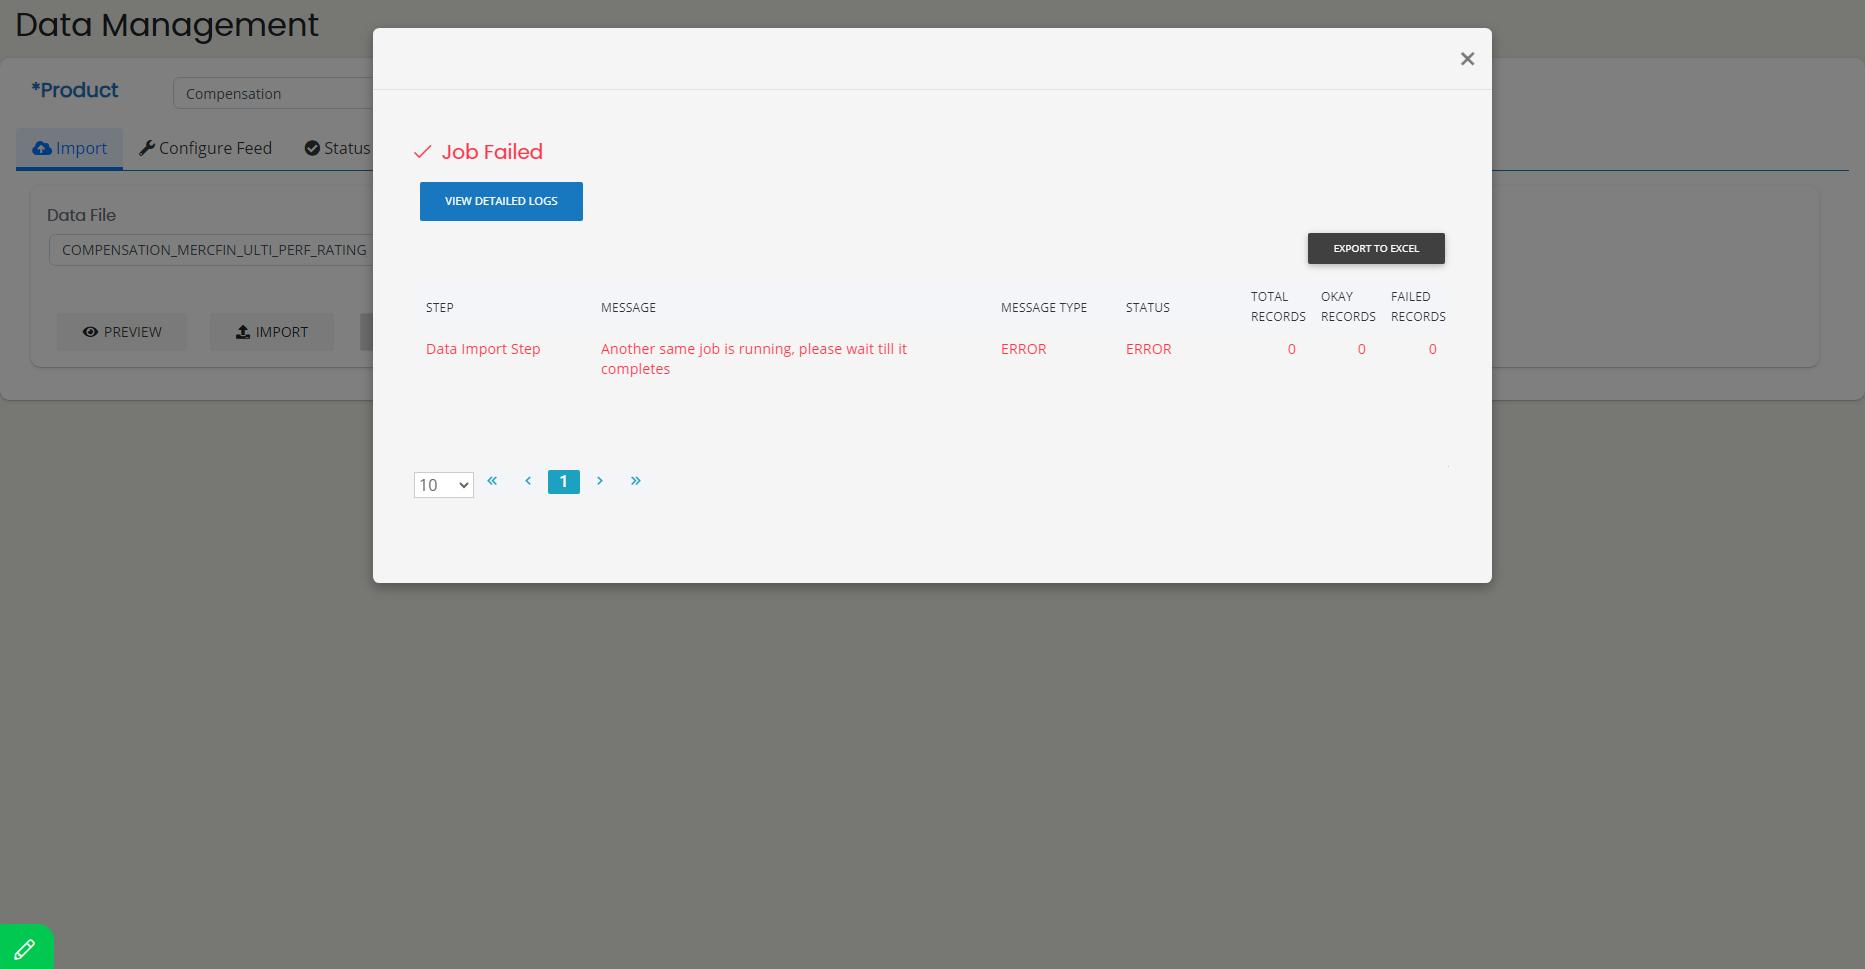 Data Management
*Product
Compensation
Import
Configure Feed
Status
Data File
COMPENSATION_MERCFIN_ULTI_PERF_RATING
PREVIEW
IMPORT
×
Job Failed
VIEW DETAILED LOGS
EXPORT TO EXCEL
STEP MESSAGE MESSAGE TYPE STATUS TOTAL RECORDS OKAY RECORDS FAILED RECORDS
Data Import Step Another same job is running, please wait till it completes ERROR ERROR 0 0 0
10 « ‹ 1 › »